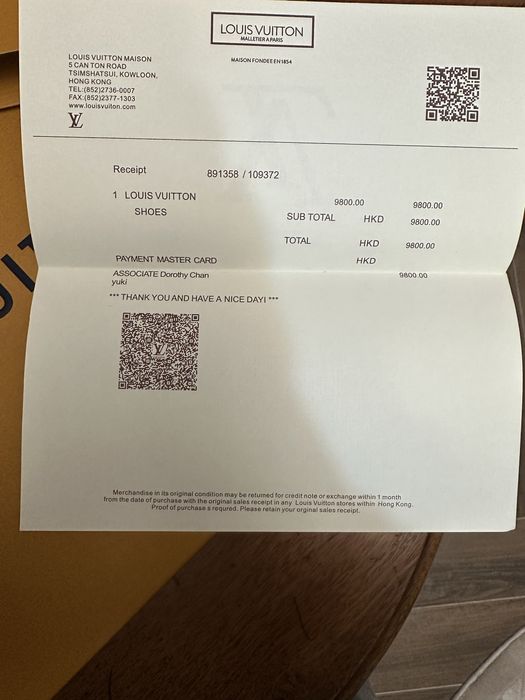 LOUIS VUITTON
MALLETIER A PARIS
MAISON FONDEE EN 1854
LOUIS VUITTON MAISON
5 CAN TON ROAD
TSIMSHATSUI, KOWLOON,
HONG KONG
TEL:(852)2736-0007
FAX:(852)2377-1303
www.louisvuiton.com
LV
Receipt 891358 / 109372
1 LOUIS VUITTON 9800.00 9800.00
SHOES SUB TOTAL HKD 9800.00
TOTAL HKD 9800.00
PAYMENT MASTER CARD HKD
ASSOCIATE Dorothy Chan 9800.00
yuki
*** THANK YOU AND HAVE A NICE DAY! ***
LV
Merchandise in its original condition may be returned for credit note or exchange within 1 month
from the date of purchase with the original sales receipt in any Louis Vuitton stores within Hong Kong.
Proof of purchase s requred. Please retain your orginal sales receipt.